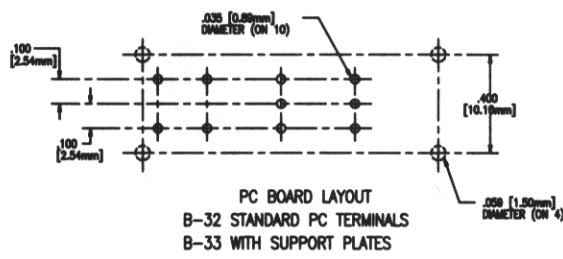 .035 [0.89mm]
DIAMETER (ON 10)
.100
[2.54mm]
.400
[10.16mm]
.100
[2.54mm]
.059 [1.50mm]
DIAMETER (ON 4)
PC BOARD LAYOUT
B-32 STANDARD PC TERMINALS
B-33 WITH SUPPORT PLATES